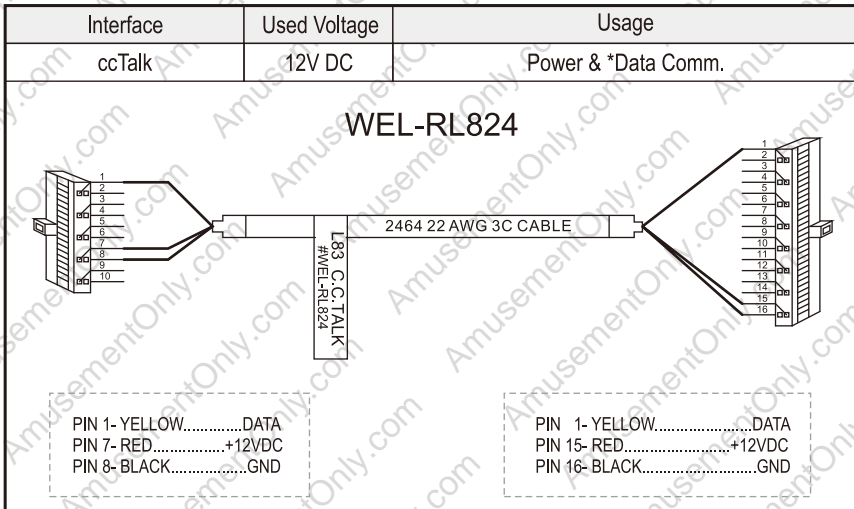 Interface Used Voltage Usage
ccTalk 12V DC Power & *Data Comm.
WEL-RL824
1
2
3
4
5
6
7
8
9
10
L83 C.C.TALK
#WEL-RL824
2464 22 AWG 3C CABLE
1
2
3
4
5
6
7
8
9
10
11
12
13
14
15
16
PIN 1- YELLOW.............DATA
PIN 7- RED................+12VDC
PIN 8- BLACK.................GND
PIN 1- YELLOW......................DATA
PIN 15- RED........................+12VDC
PIN 16- BLACK..........................GND
AmusementOnly.com